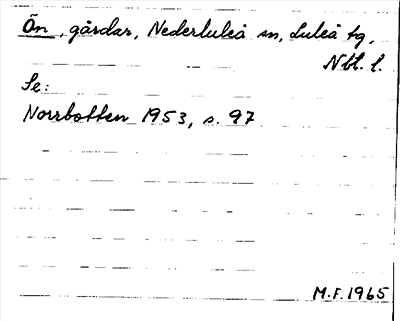 Ön, gårdar, Nederluleå sn, Luleå tg,
Nbt. l.
Se:
Norrbotten 1953, s. 97
M.F. 1965